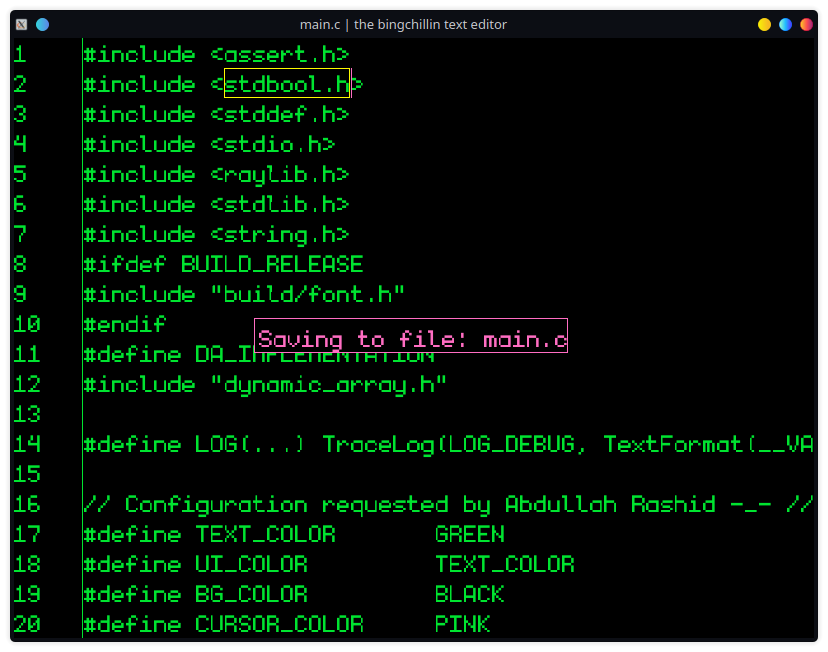 main.c | the bingchillin text editor
1 #include <assert.h>
2 #include <stdbool.h>
3 #include <stddef.h>
4 #include <stdio.h>
5 #include <raylib.h>
6 #include <stdlib.h>
7 #include <string.h>
8 #ifdef BUILD_RELEASE
9 #include "build/font.h"
10 #endif
Saving to file: main.c
11 #define DA_IMPLEMENTATION
12 #include "dynamic_array.h"
13
14 #define LOG(...) TraceLog(LOG_DEBUG, TextFormat(__VA
15
16 // Configuration requested by Abdullah Rashid -_- //
17 #define TEXT_COLOR GREEN
18 #define UI_COLOR TEXT_COLOR
19 #define BG_COLOR BLACK
20 #define CURSOR_COLOR PINK